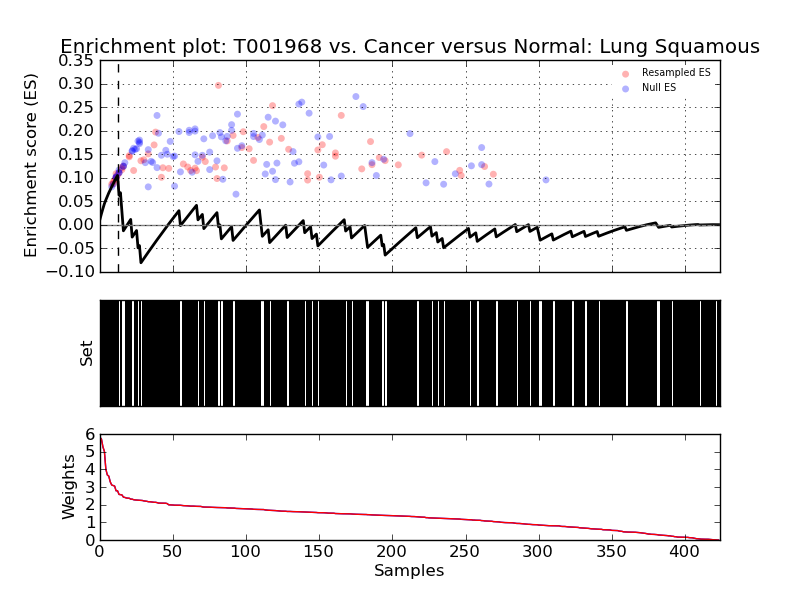 Enrichment plot: T001968 vs. Cancer versus Normal: Lung Squamous
Enrichment score (ES)
0.35
0.30
0.25
0.20
0.15
0.10
0.05
0.00
−0.05
−0.10
Resampled ES
Null ES
Set
Weights
6
5
4
3
2
1
0
0 50 100 150 200 250 300 350 400
Samples